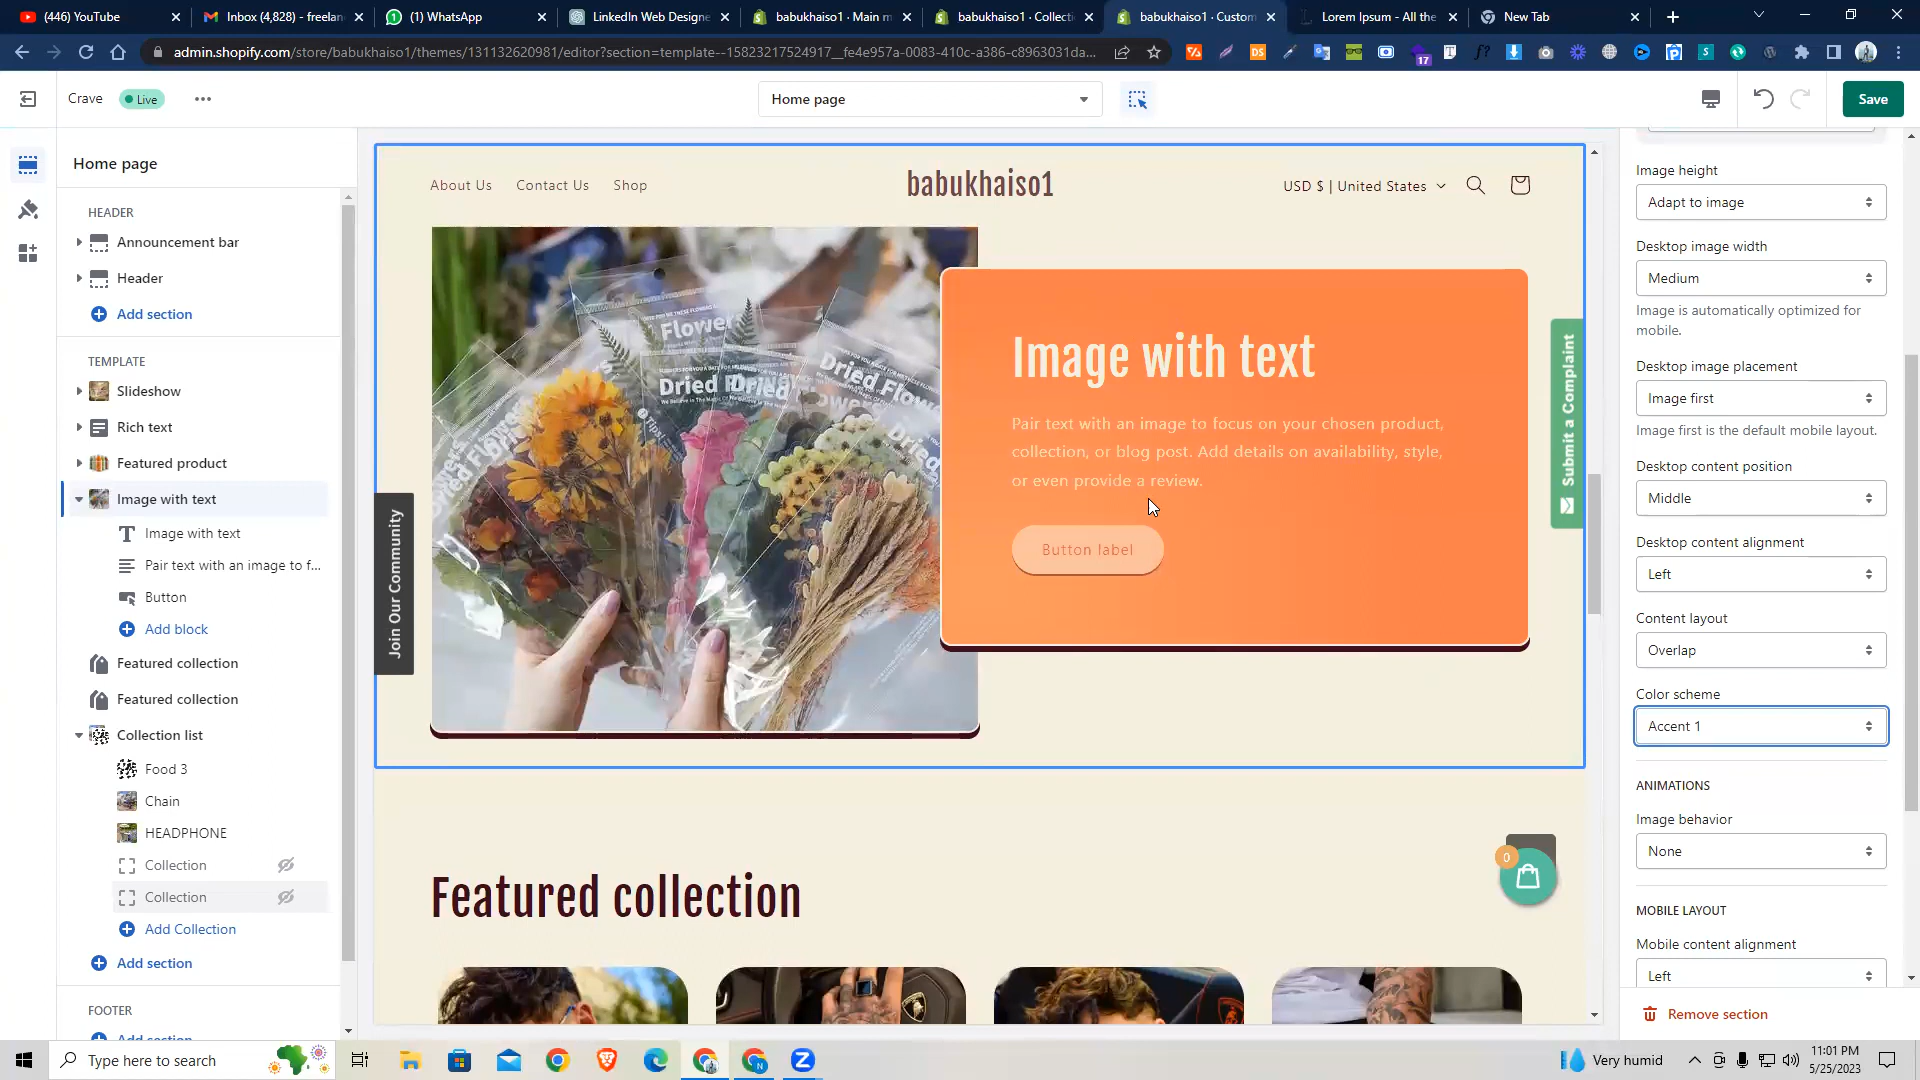 (446) YouTube
Inbox (4,828) - freelan
(1) WhatsApp
LinkedIn Web Designe
babukhaiso1 · Main m
babukhaiso1 · Collecti
babukhaiso1 · Custom
Lorem Ipsum - All the
New Tab
admin.shopify.com/store/babukhaiso1/themes/131132620981/editor?section=template--15823217524917__fe4e957a-0083-410c-a386-c8963031da...
17
Crave
Live
Home page
Save
Home page
HEADER
Announcement bar
Header
Add section
TEMPLATE
Slideshow
Rich text
Featured product
Image with text
Image with text
Pair text with an image to f...
Button
Add block
Featured collection
Featured collection
Collection list
Food 3
Chain
HEADPHONE
Collection
Collection
Add Collection
Add section
FOOTER
Add section
About Us
Contact Us
Shop
babukhaiso1
USD $ | United States
Flower
Dried
Dried Flow
Image with text
Pair text with an image to focus on your chosen product,
collection, or blog post. Add details on availability, style,
or even provide a review.
Button label
Join Our Community
Submit a Complaint
Featured collection
0
Image height
Adapt to image
Desktop image width
Medium
Image is automatically optimized for
mobile.
Desktop image placement
Image first
Image first is the default mobile layout.
Desktop content position
Middle
Desktop content alignment
Left
Content layout
Overlap
Color scheme
Accent 1
ANIMATIONS
Image behavior
None
MOBILE LAYOUT
Mobile content alignment
Left
Remove section
Type here to search
Very humid
11:01 PM
5/25/2023